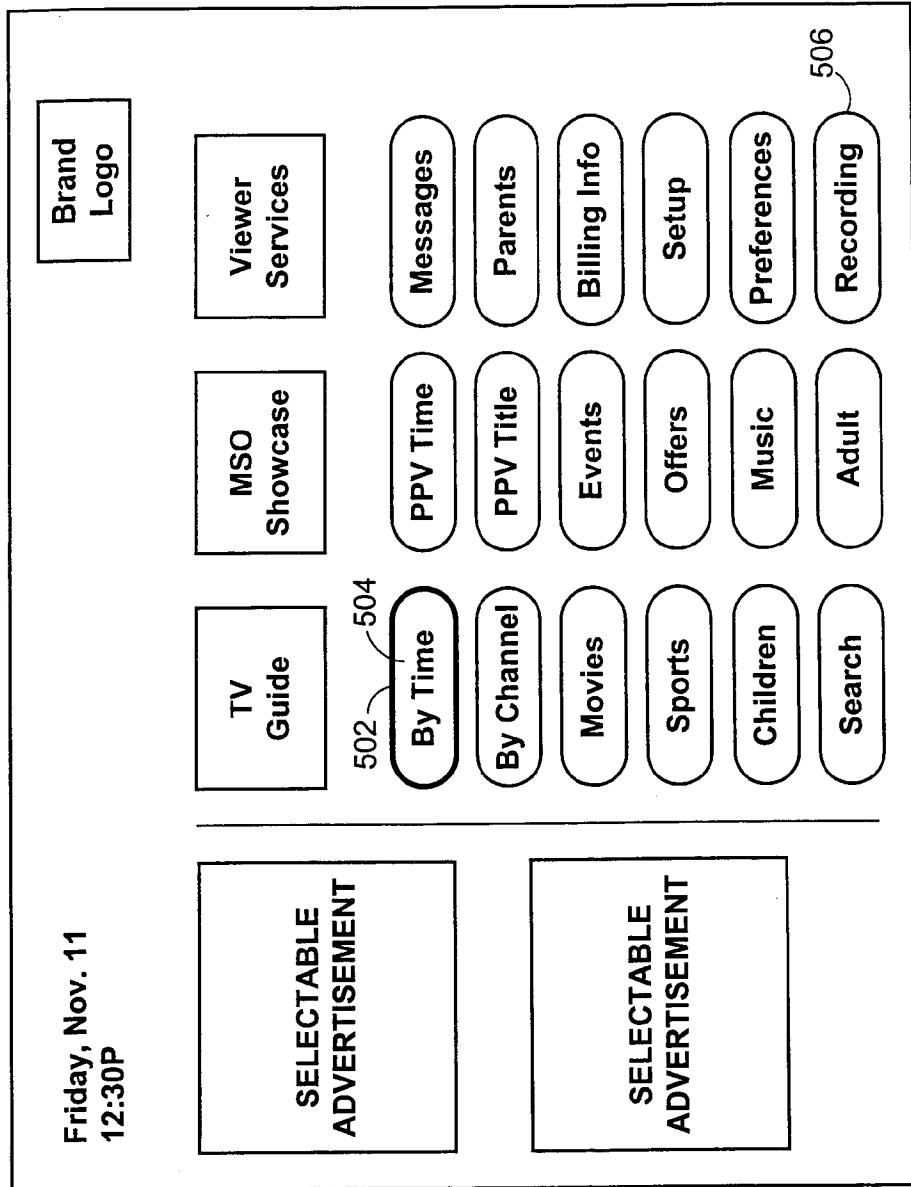 Friday, Nov. 11
12:30P
Brand
Logo
SELECTABLE
ADVERTISEMENT
SELECTABLE
ADVERTISEMENT
TV
Guide
502
504
By Time
By Channel
Movies
Sports
Children
Search
MSO
Showcase
PPV Time
PPV Title
Events
Offers
Music
Adult
Viewer
Services
Messages
Parents
Billing Info
Setup
Preferences
Recording
506